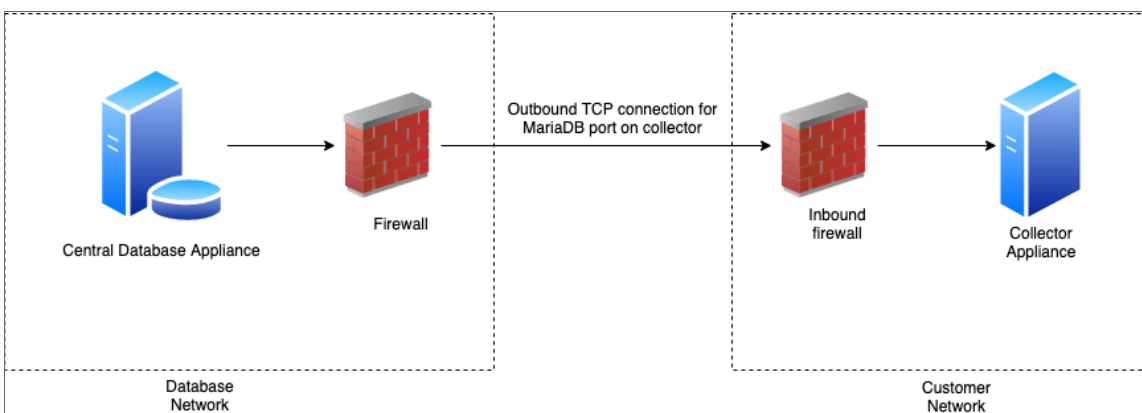 Outbound TCP connection for
MariaDB port on collector
Central Database Appliance
Firewall
Inbound
firewall
Collector
Appliance
Database
Network
Customer
Network